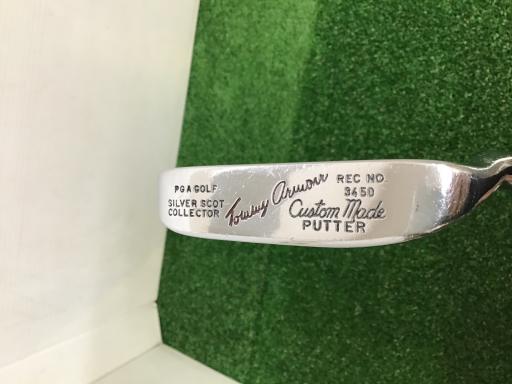 PGA GOLF
SILVER SCOT
COLLECTOR
Tommy Armour
REC NO.
3450
Custom Made
PUTTER